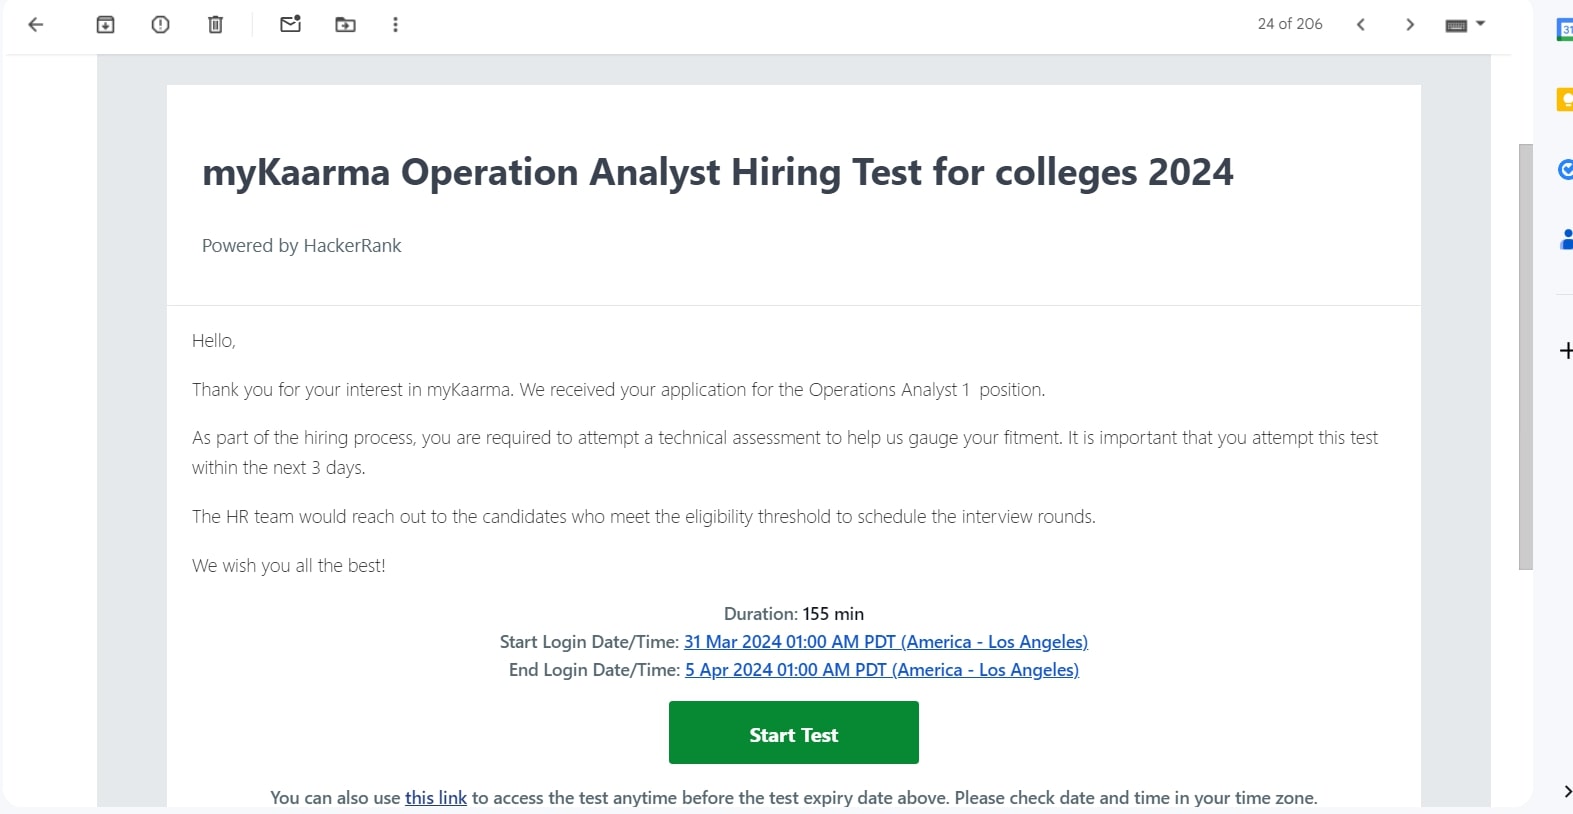 24 of 206
31
myKaarma Operation Analyst Hiring Test for colleges 2024
Powered by HackerRank
Hello,
Thank you for your interest in myKaarma. We received your application for the Operations Analyst 1 position.
As part of the hiring process, you are required to attempt a technical assessment to help us gauge your fitment. It is important that you attempt this test
within the next 3 days.
The HR team would reach out to the candidates who meet the eligibility threshold to schedule the interview rounds.
We wish you all the best!
Duration: 155 min
Start Login Date/Time: 31 Mar 2024 01:00 AM PDT (America - Los Angeles)
End Login Date/Time: 5 Apr 2024 01:00 AM PDT (America - Los Angeles)
Start Test
You can also use this link to access the test anytime before the test expiry date above. Please check date and time in your time zone.